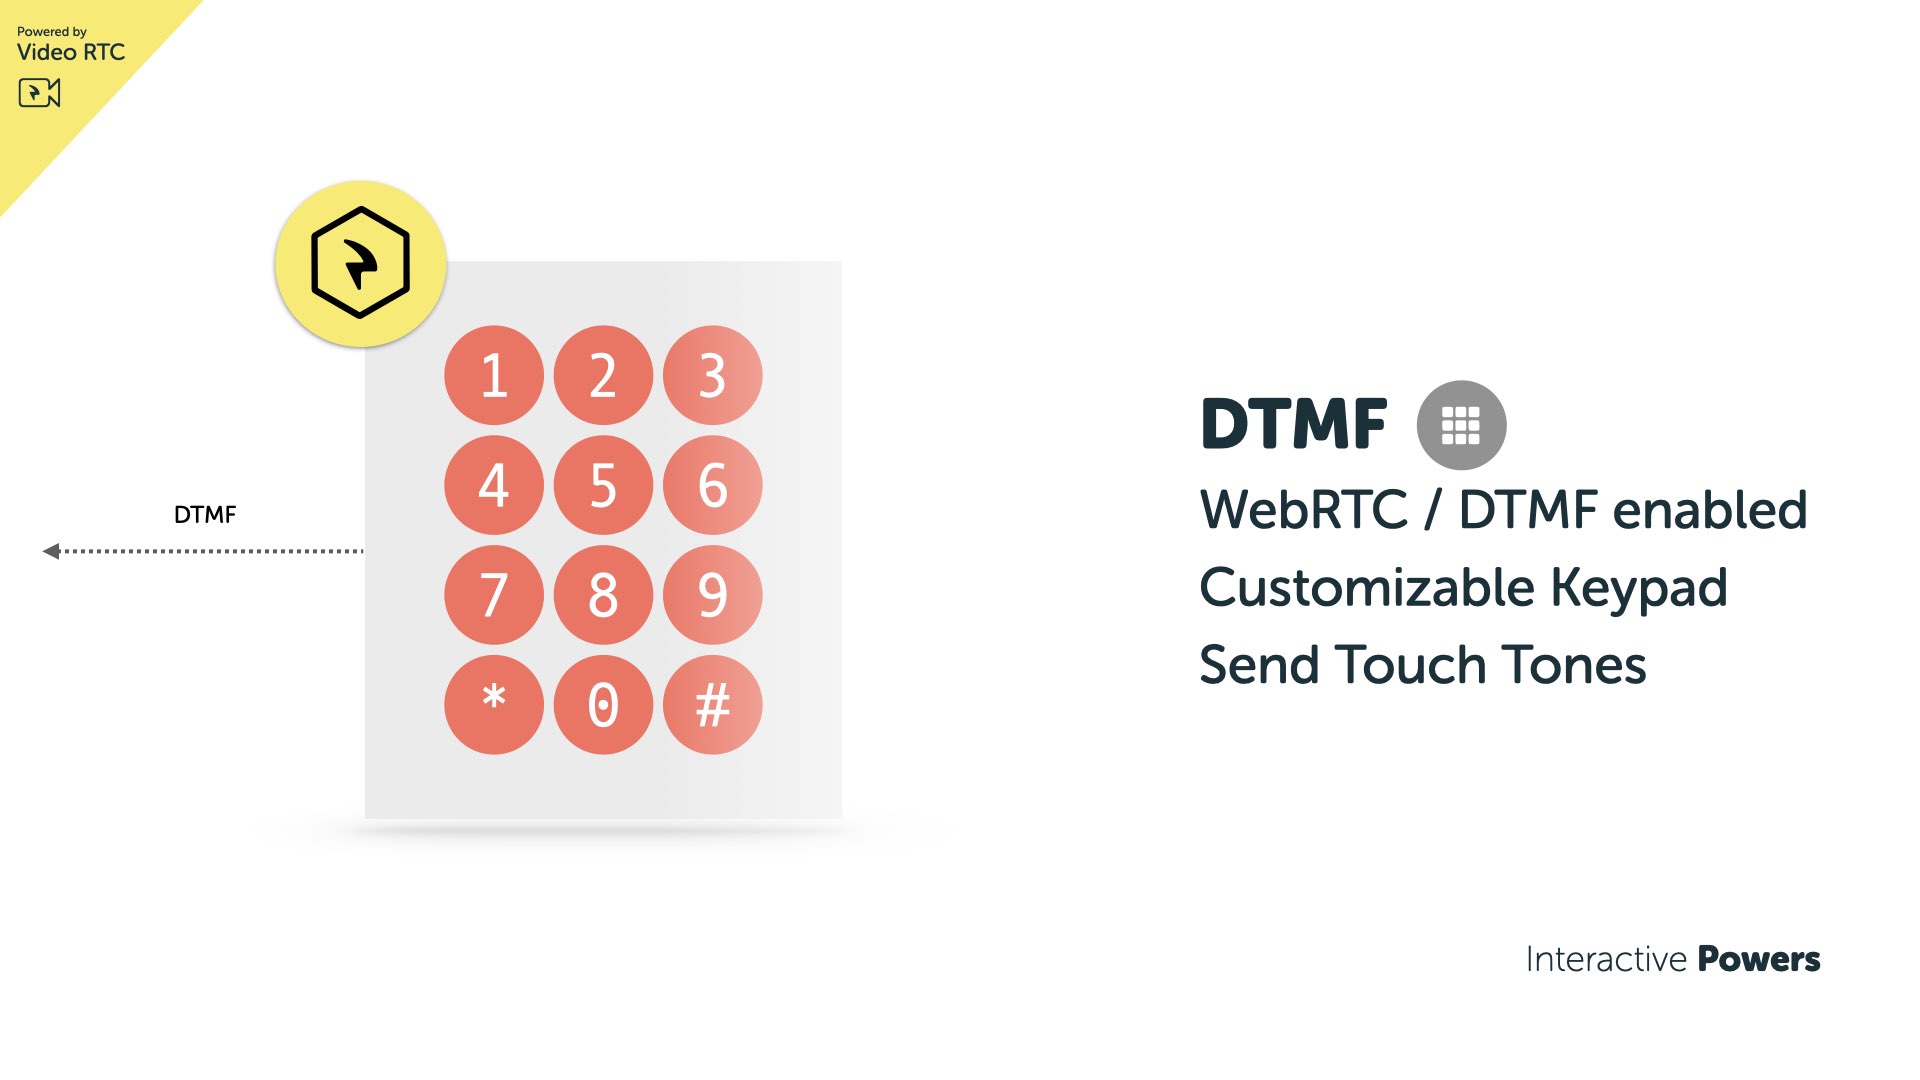 Powered by
Video RTC
1 2 3
4 5 6
7 8 9
* 0 #
DTMF
DTMF
WebRTC / DTMF enabled
Customizable Keypad
Send Touch Tones
Interactive Powers